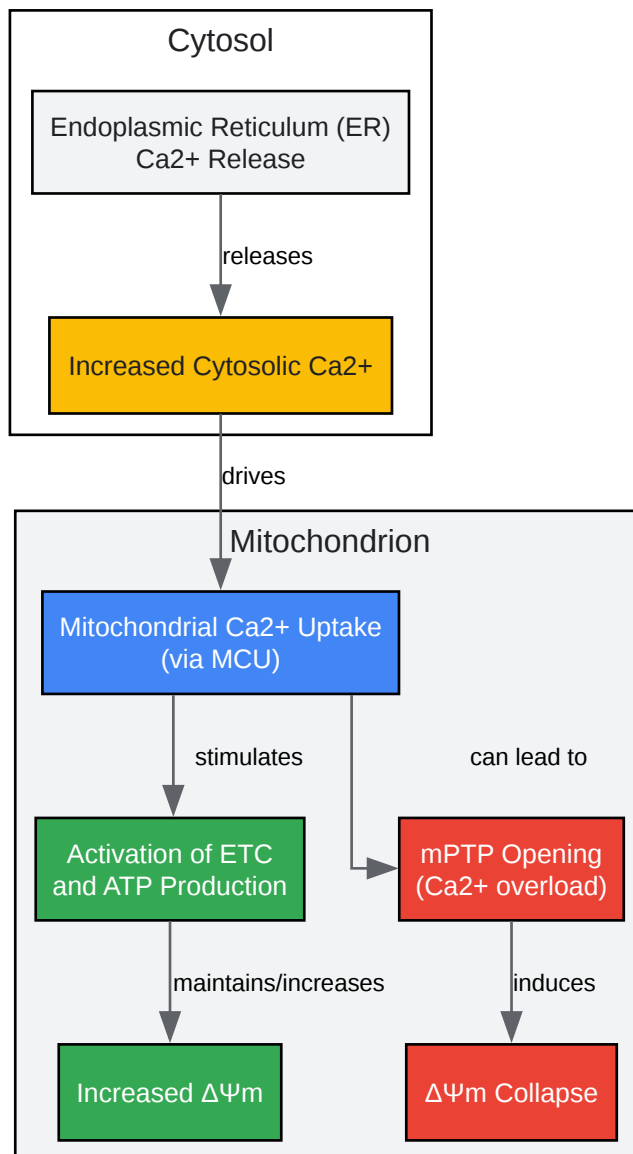 Cytosol
Endoplasmic Reticulum (ER)
Ca2+ Release
releases
Increased Cytosolic Ca2+
drives
Mitochondrion
Mitochondrial Ca2+ Uptake
(via MCU)
stimulates
can lead to
Activation of ETC
and ATP Production
mPTP Opening
(Ca2+ overload)
maintains/increases
induces
Increased ΔΨm
ΔΨm Collapse